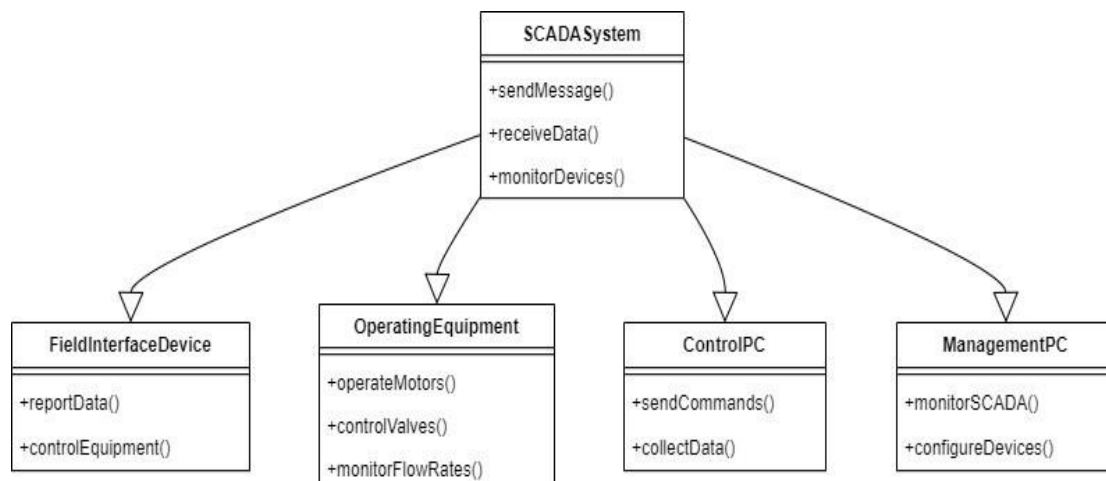 SCADASystem
+sendMessage()
+receiveData()
+monitorDevices()
FieldInterfaceDevice
+reportData()
+controlEquipment()
OperatingEquipment
+operateMotors()
+controlValves()
+monitorFlowRates()
ControlPC
+sendCommands()
+collectData()
ManagementPC
+monitorSCADA()
+configureDevices()